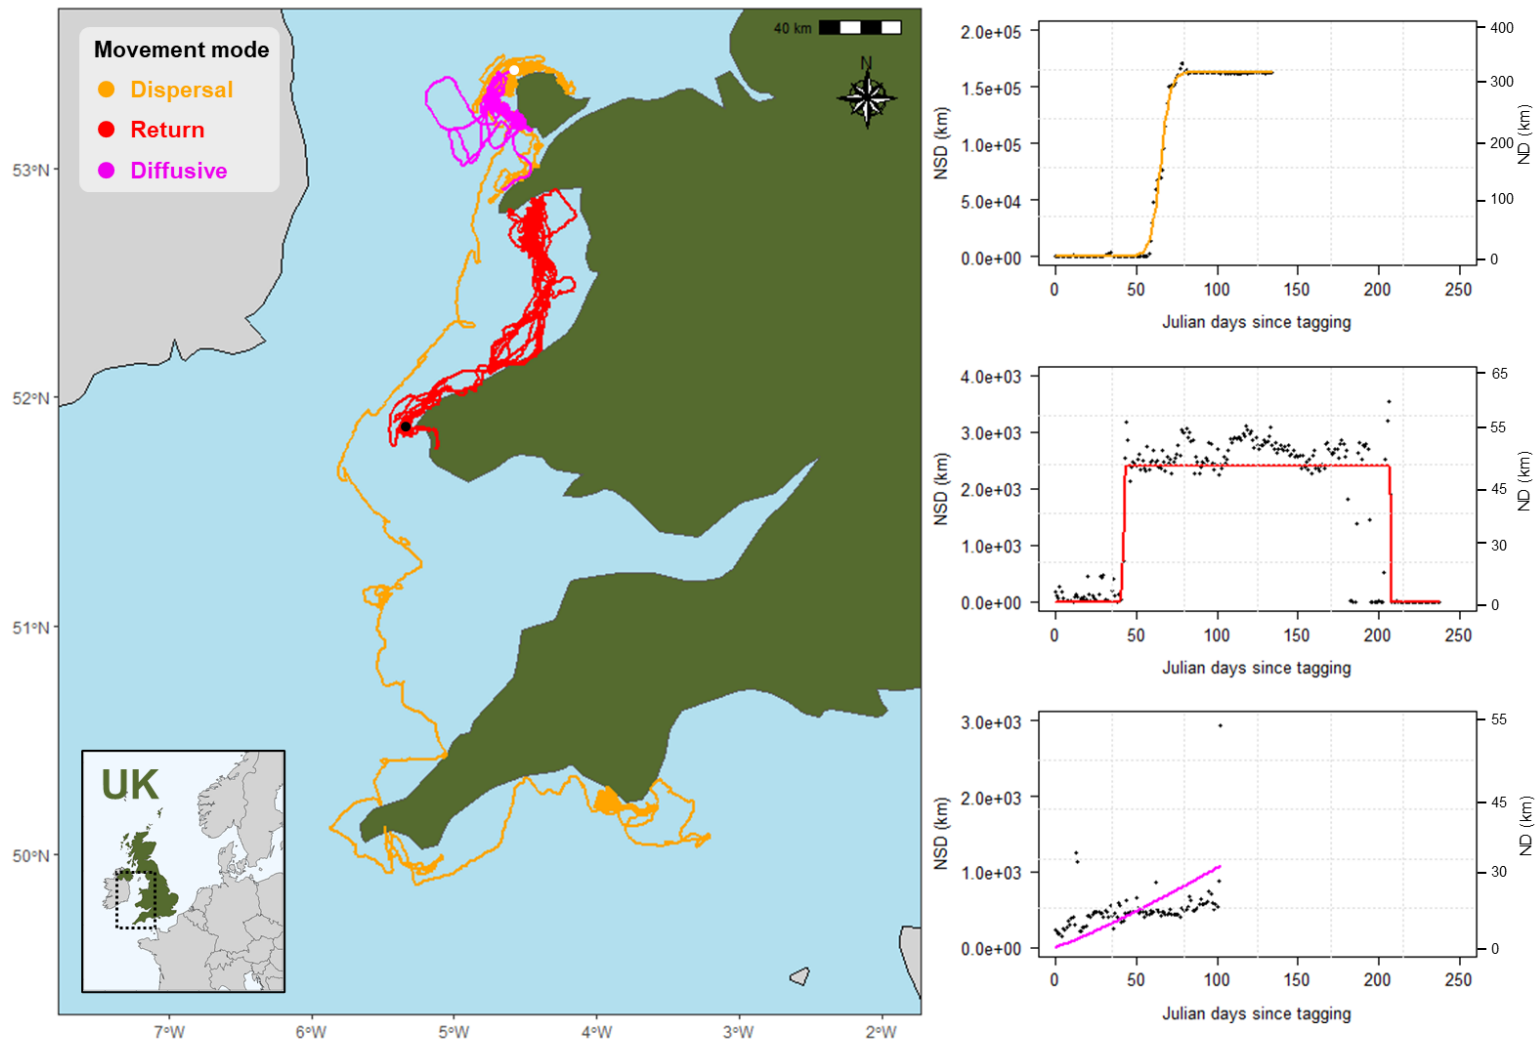 Movement mode
Dispersal
Return
Diffusive
40 km
N
53°N
52°N
51°N
50°N
7°W
6°W
5°W
4°W
3°W
2°W
UK
NSD (km)
2.0e+05
1.5e+05
1.0e+05
5.0e+04
0.0e+00
400
300
200
100
0
ND (km)
0
50
100
150
200
250
Julian days since tagging
NSD (km)
4.0e+03
3.0e+03
2.0e+03
1.0e+03
0.0e+00
65
55
45
30
0
ND (km)
0
50
100
150
200
250
Julian days since tagging
NSD (km)
3.0e+03
2.0e+03
1.0e+03
0.0e+00
55
45
30
0
ND (km)
0
50
100
150
200
250
Julian days since tagging